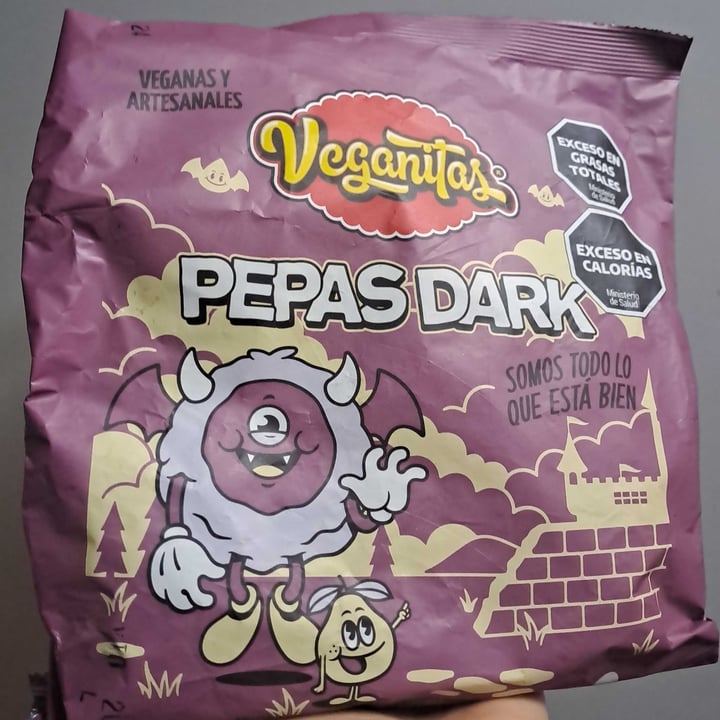 VEGANAS Y
ARTESANALES
Vegañitas
EXCESO EN
GRASAS
TOTALES
Ministerio
de Salud
EXCESO EN
CALORÍAS
Ministerio
de Salud
PEPAS DARK
SOMOS TODO LO
QUE ESTÁ BIEN